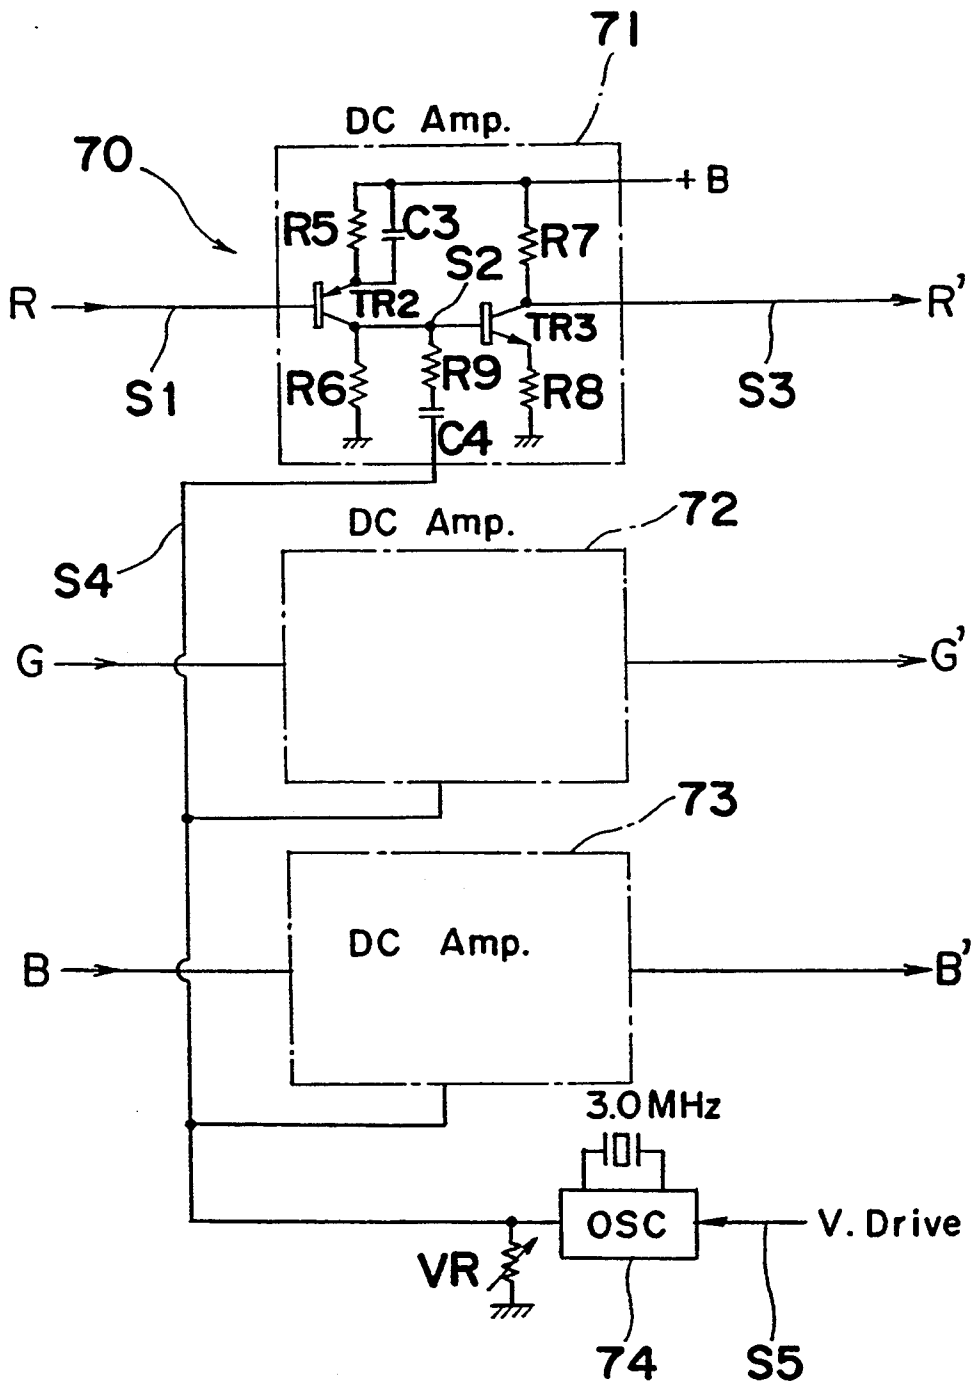 71
DC Amp.
70
+B
R5
C3
R7
S2
R
TR2
TR3
R'
S1
R6
R9
R8
S3
C4
72
DC Amp.
S4
G
G'
73
DC Amp.
B
B'
3.0MHz
OSC
V. Drive
VR
74
S5